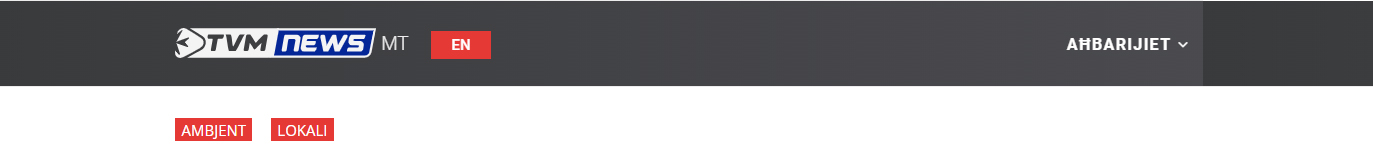 TVM NEWS MT EN AĦBARIJIET
AMBJENT LOKALI